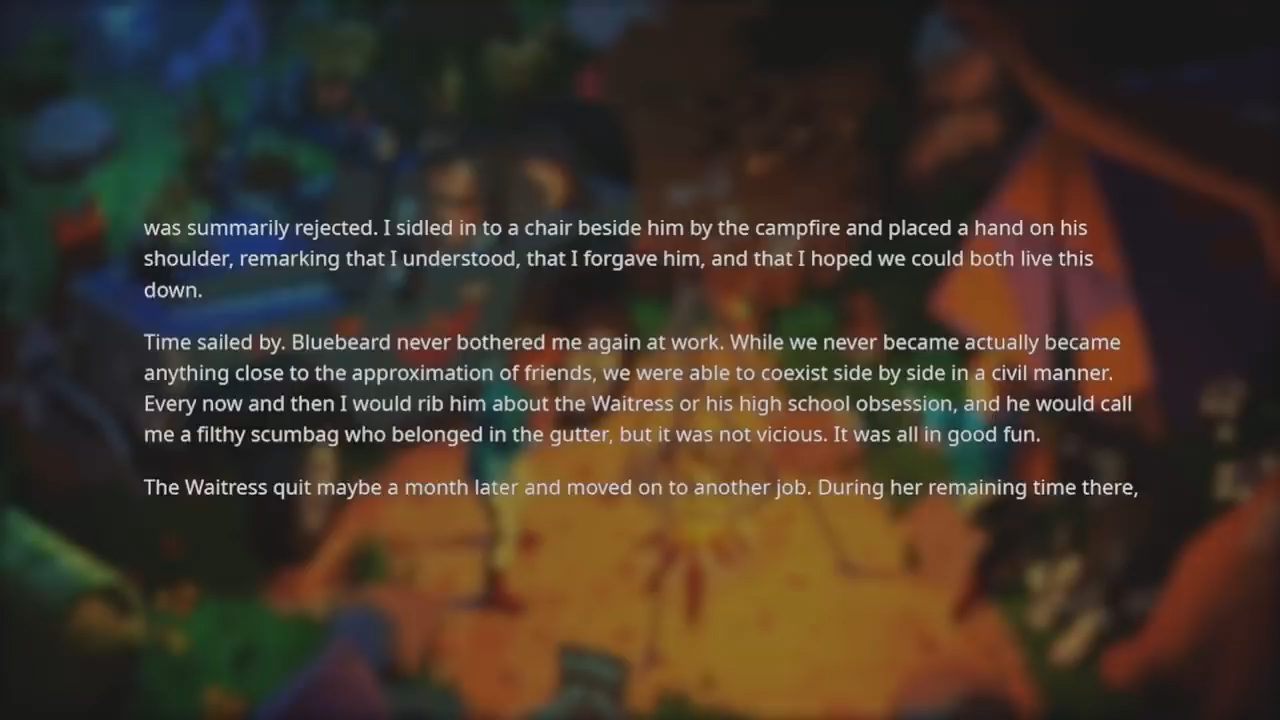 was summarily rejected. I sidled in to a chair beside him by the campfire and placed a hand on his
shoulder, remarking that I understood, that I forgave him, and that I hoped we could both live this
down.
Time sailed by. Bluebeard never bothered me again at work. While we never became actually became
anything close to the approximation of friends, we were able to coexist side by side in a civil manner.
Every now and then I would rib him about the Waitress or his high school obsession, and he would call
me a filthy scumbag who belonged in the gutter, but it was not vicious. It was all in good fun.
The Waitress quit maybe a month later and moved on to another job. During her remaining time there,